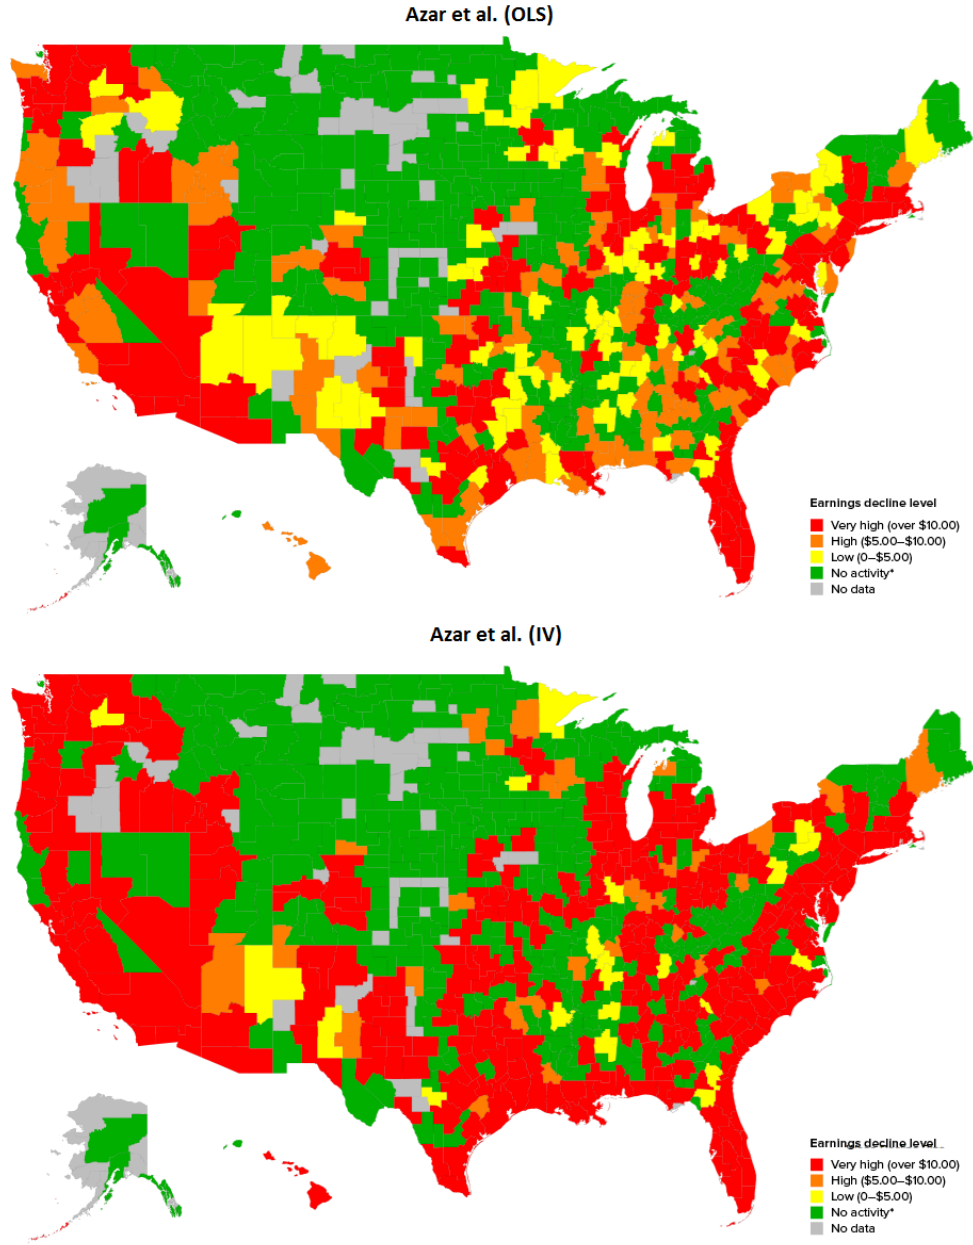 Azar et al. (OLS)
Earnings decline level
Very high (over $10.00)
High ($5.00–$10.00)
Low (0–$5.00)
No activity*
No data
Azar et al. (IV)
Earnings decline level
Very high (over $10.00)
High ($5.00–$10.00)
Low (0–$5.00)
No activity*
No data